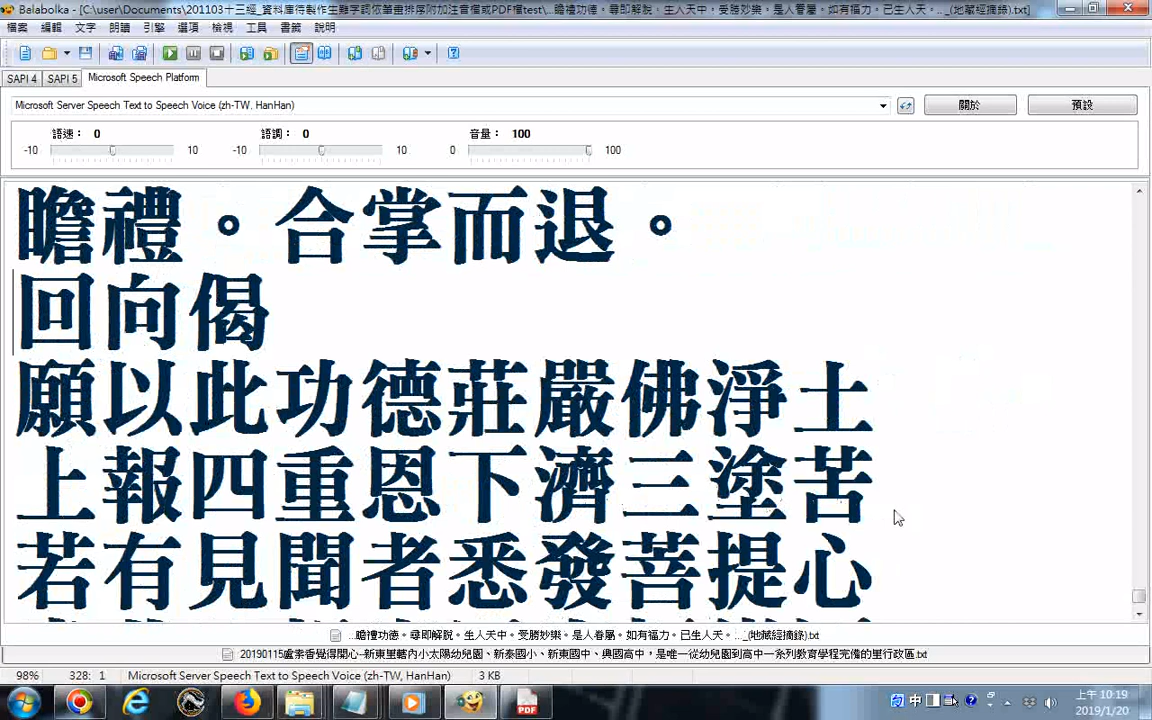 Balabolka - [C:\user\Documents\201103十三經_資料庫待製作生難字詞依筆畫排序附加注音檔或PDF檔test\...瞻禮功德。尋即解脫。生人天中。受勝妙樂。是人眷屬。如有福力。已生人天。..._(地藏經摘錄).txt]
檔案 編輯 文字 朗讀 引擎 選項 檢視 工具 書籤 說明
SAPI 4 SAPI 5 Microsoft Speech Platform
Microsoft Server Speech Text to Speech Voice (zh-TW, HanHan) 關於 預設
語速： 0 語調： 0 音量： 100
-10 10 -10 10 0 100
瞻禮。合掌而退。
回向偈
願以此功德莊嚴佛淨土
上報四重恩下濟三塗苦
若有見聞者悉發菩提心
...瞻禮功德。尋即解脫。生人天中。受勝妙樂。是人眷屬。如有福力。已生人天。..._(地藏經摘錄).txt
20190115盧素香覺得開心--新東里轄內小太陽幼兒園、新泰國小、新東國中、興國高中，是唯一從幼兒園到高中一系列教育學程完備的里行政區.txt
98% 328: 1 Microsoft Server Speech Text to Speech Voice (zh-TW, HanHan) 3 KB
PDF 中 上午 10:19
2019/1/20